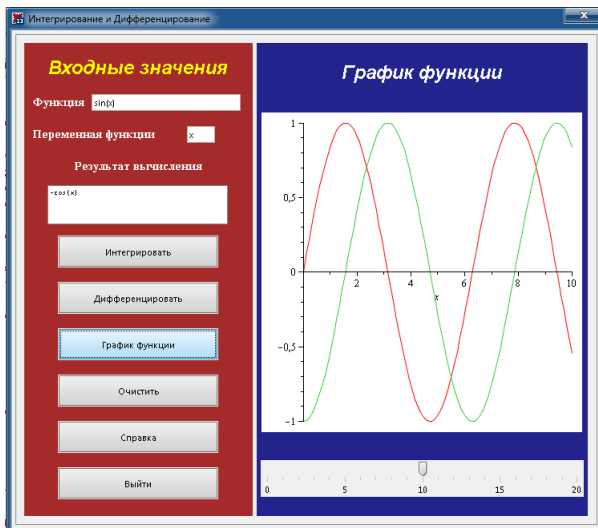 Интегрирование и Дифференцирование
Входные значения
Функция sin(x)
Переменная функции x
Результат вычисления
-cos(x)
Интегрировать
Дифференцировать
График функции
Очистить
Справка
Выйти
График функции
1
0,5
0
-0,5
-1
2 4 6 8 10
x
0 5 10 15 20